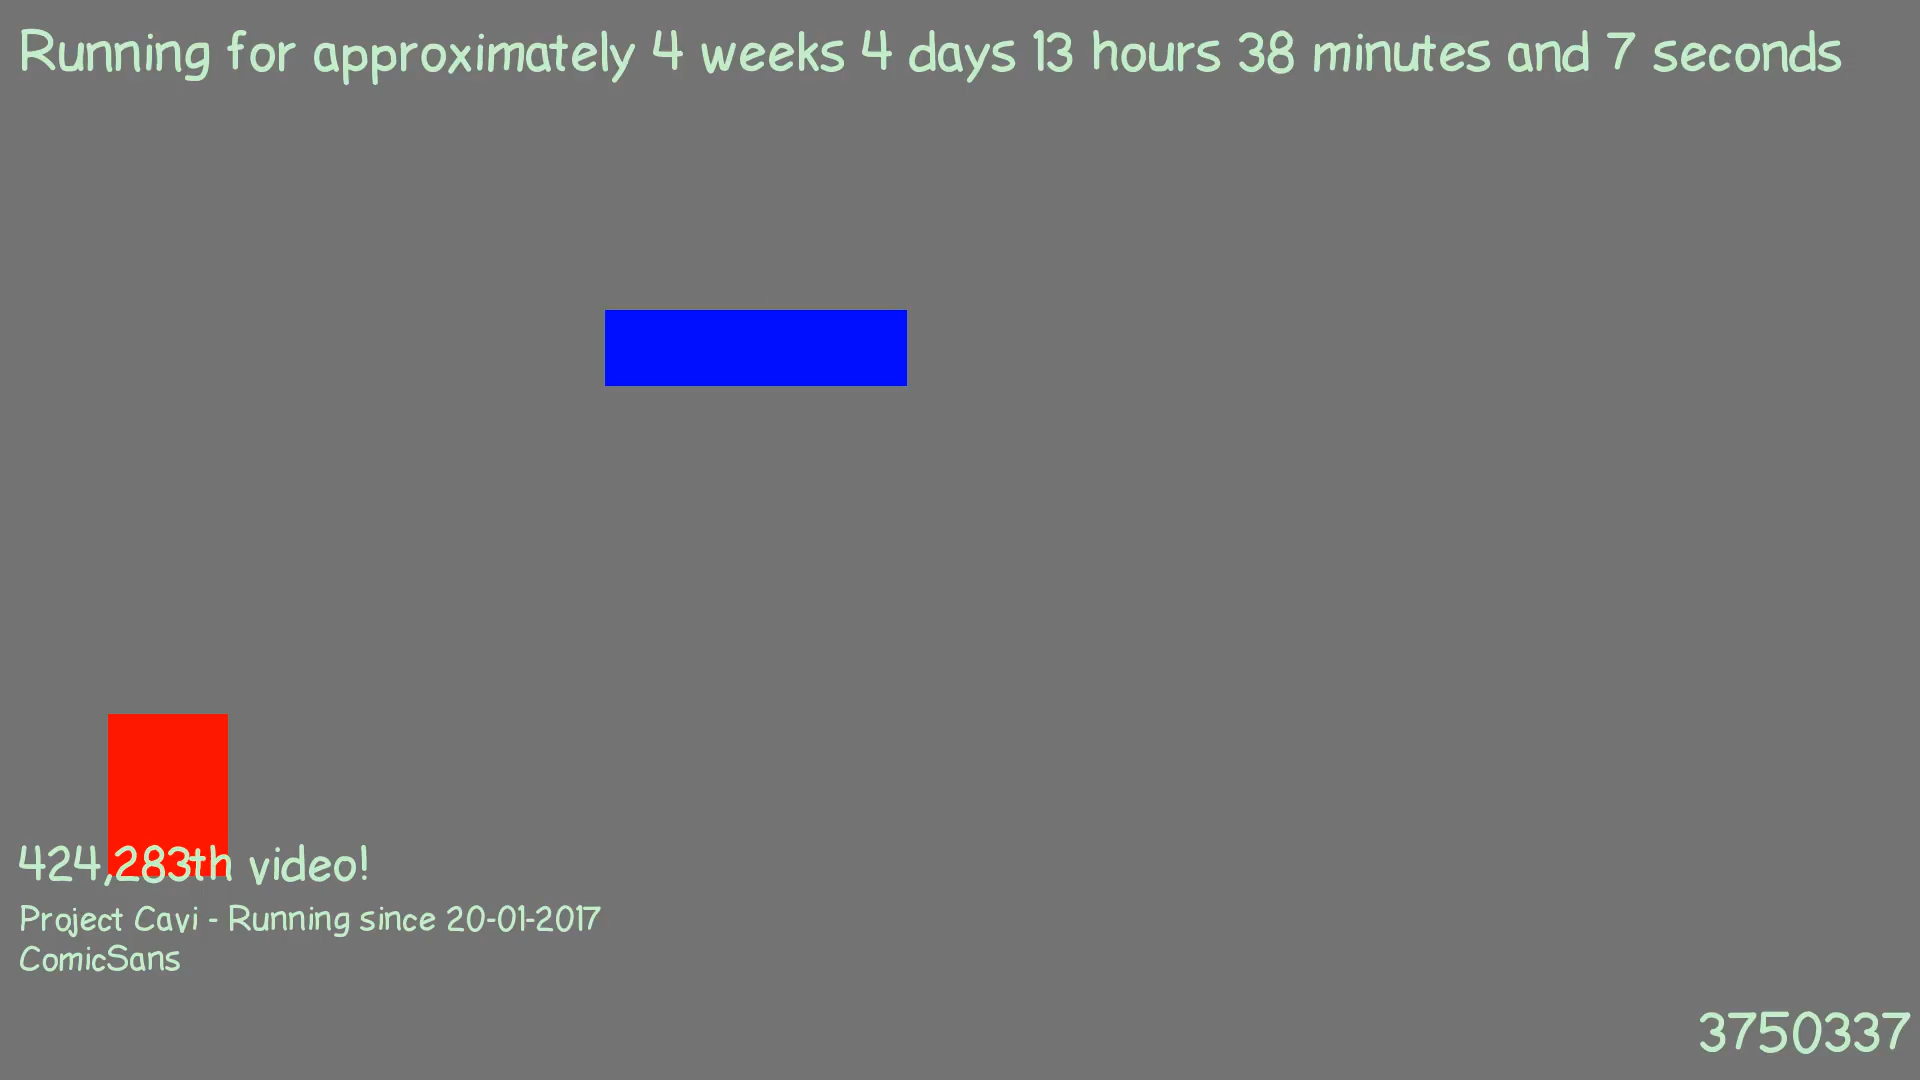 Running for approximately 4 weeks 4 days 13 hours 38 minutes and 7 seconds
424,283th video!
Project Cavi - Running since 20-01-2017
ComicSans
3750337